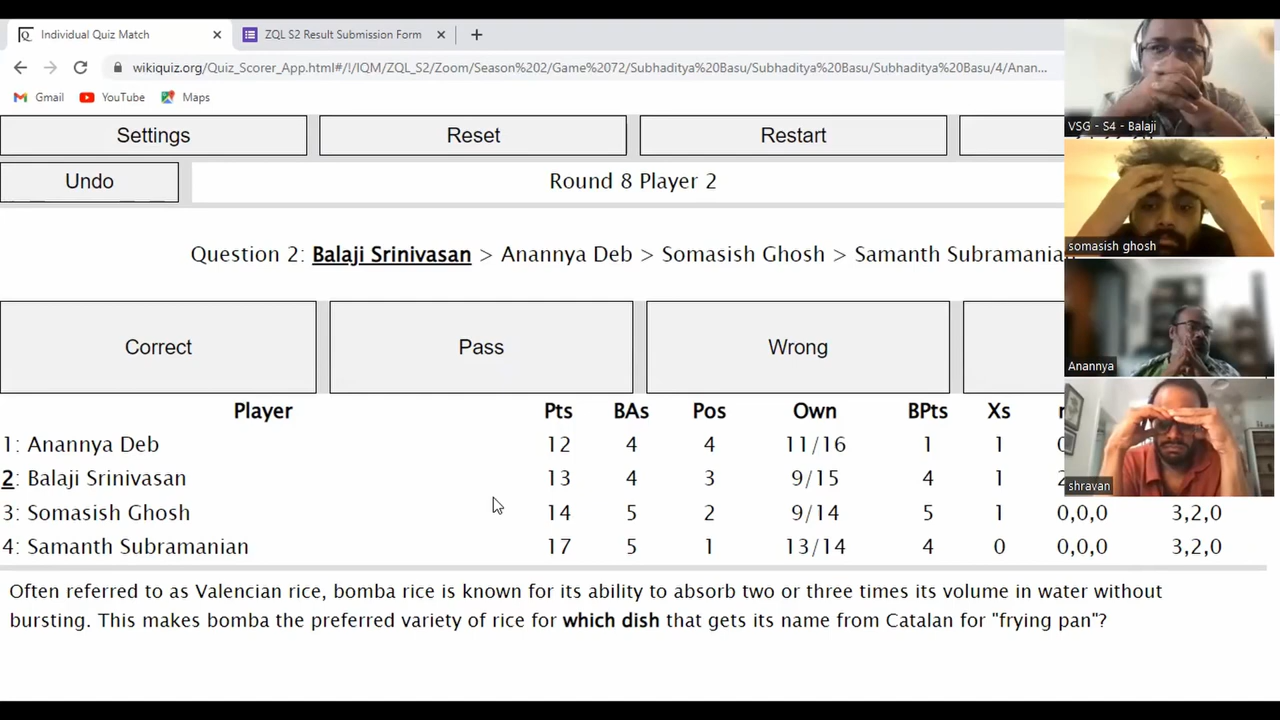 Individual Quiz Match
ZQL S2 Result Submission Form
wikiquiz.org/Quiz_Scorer_App.html#/I/IQM/ZQL_S2/Zoom/Season%202/Game%2072/Subhaditya%20Basu/Subhaditya%20Basu/Subhaditya%20Basu/4/Anan...
Gmail YouTube Maps
VSG - S4 - Balaji
Settings Reset Restart
Undo Round 8 Player 2
somasish ghosh
Question 2: Balaji Srinivasan > Anannya Deb > Somasish Ghosh > Samanth Subramanian
Correct Pass Wrong
Anannya
Player Pts BAs Pos Own BPts Xs
1: Anannya Deb 12 4 4 11/16 1 1
2: Balaji Srinivasan 13 4 3 9/15 4 1
shravan
3: Somasish Ghosh 14 5 2 9/14 5 1 0,0,0 3,2,0
4: Samanth Subramanian 17 5 1 13/14 4 0 0,0,0 3,2,0
Often referred to as Valencian rice, bomba rice is known for its ability to absorb two or three times its volume in water without
bursting. This makes bomba the preferred variety of rice for which dish that gets its name from Catalan for "frying pan"?